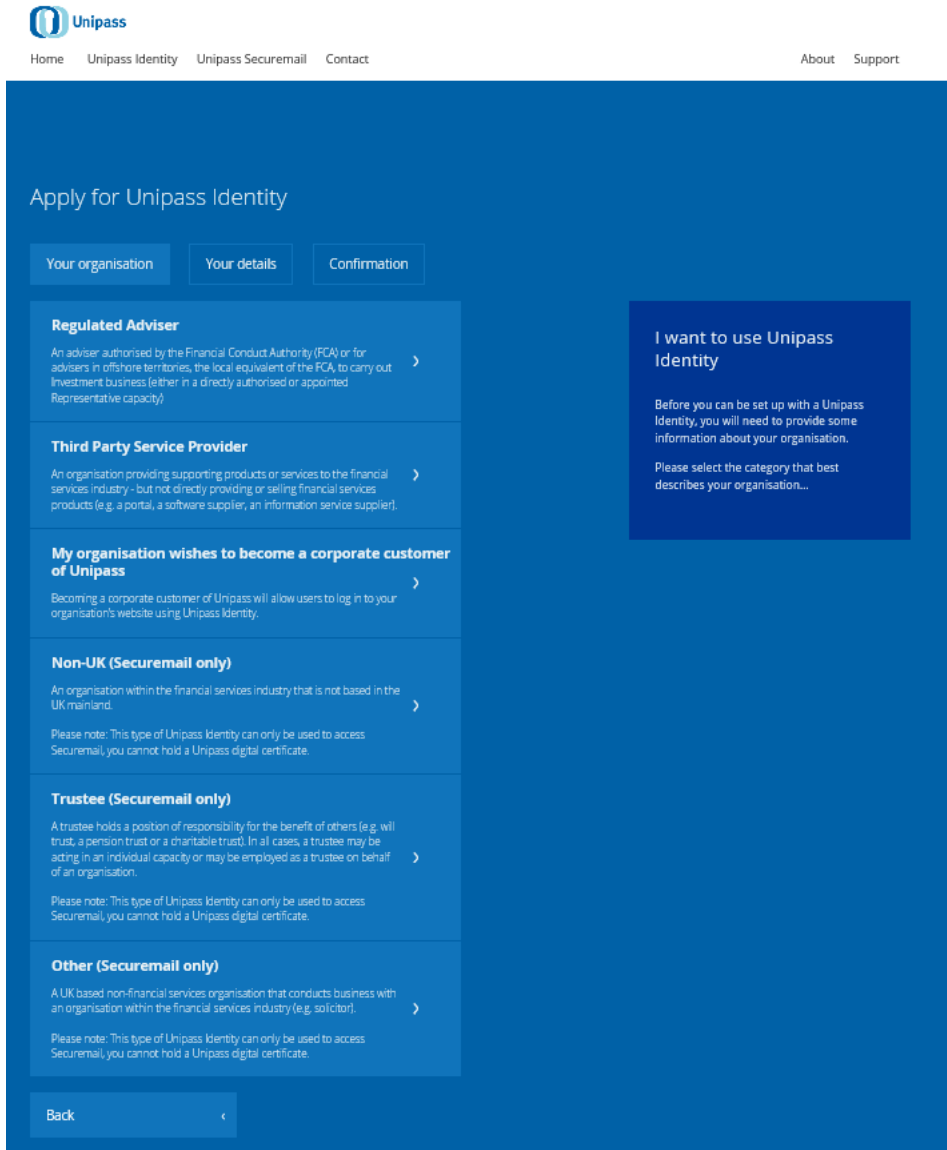 Unipass
Home Unipass Identity Unipass Securemail Contact About Support
Apply for Unipass Identity
Your organisation Your details Confirmation
Regulated Adviser
An adviser authorised by the Financial Conduct Authority (FCA) or for
advisers in offshore territories, the local equivalent of the FCA, to carry out
Investment business (either in a directly authorised or appointed
Representative capacity)
Third Party Service Provider
An organisation providing supporting products or services to the financial
services industry - but not directly providing or selling financial services
products (e.g. a portal, a software supplier, an information service supplier).
My organisation wishes to become a corporate customer
of Unipass
Becoming a corporate customer of Unipass will allow users to log in to your
organisation's website using Unipass Identity.
Non-UK (Securemail only)
An organisation within the financial services industry that is not based in the
UK mainland.
Please note: This type of Unipass Identity can only be used to access
Securemail, you cannot hold a Unipass digital certificate.
Trustee (Securemail only)
A trustee holds a position of responsibility for the benefit of others (e.g. will
trust, a pension trust or a charitable trust). In all cases, a trustee may be
acting in an individual capacity or may be employed as a trustee on behalf
of an organisation.
Please note: This type of Unipass Identity can only be used to access
Securemail, you cannot hold a Unipass digital certificate.
Other (Securemail only)
A UK based non-financial services organisation that conducts business with
an organisation within the financial services industry (e.g. solicitor).
Please note: This type of Unipass Identity can only be used to access
Securemail, you cannot hold a Unipass digital certificate.
Back
I want to use Unipass
Identity
Before you can be set up with a Unipass
Identity, you will need to provide some
information about your organisation.
Please select the category that best
describes your organisation...